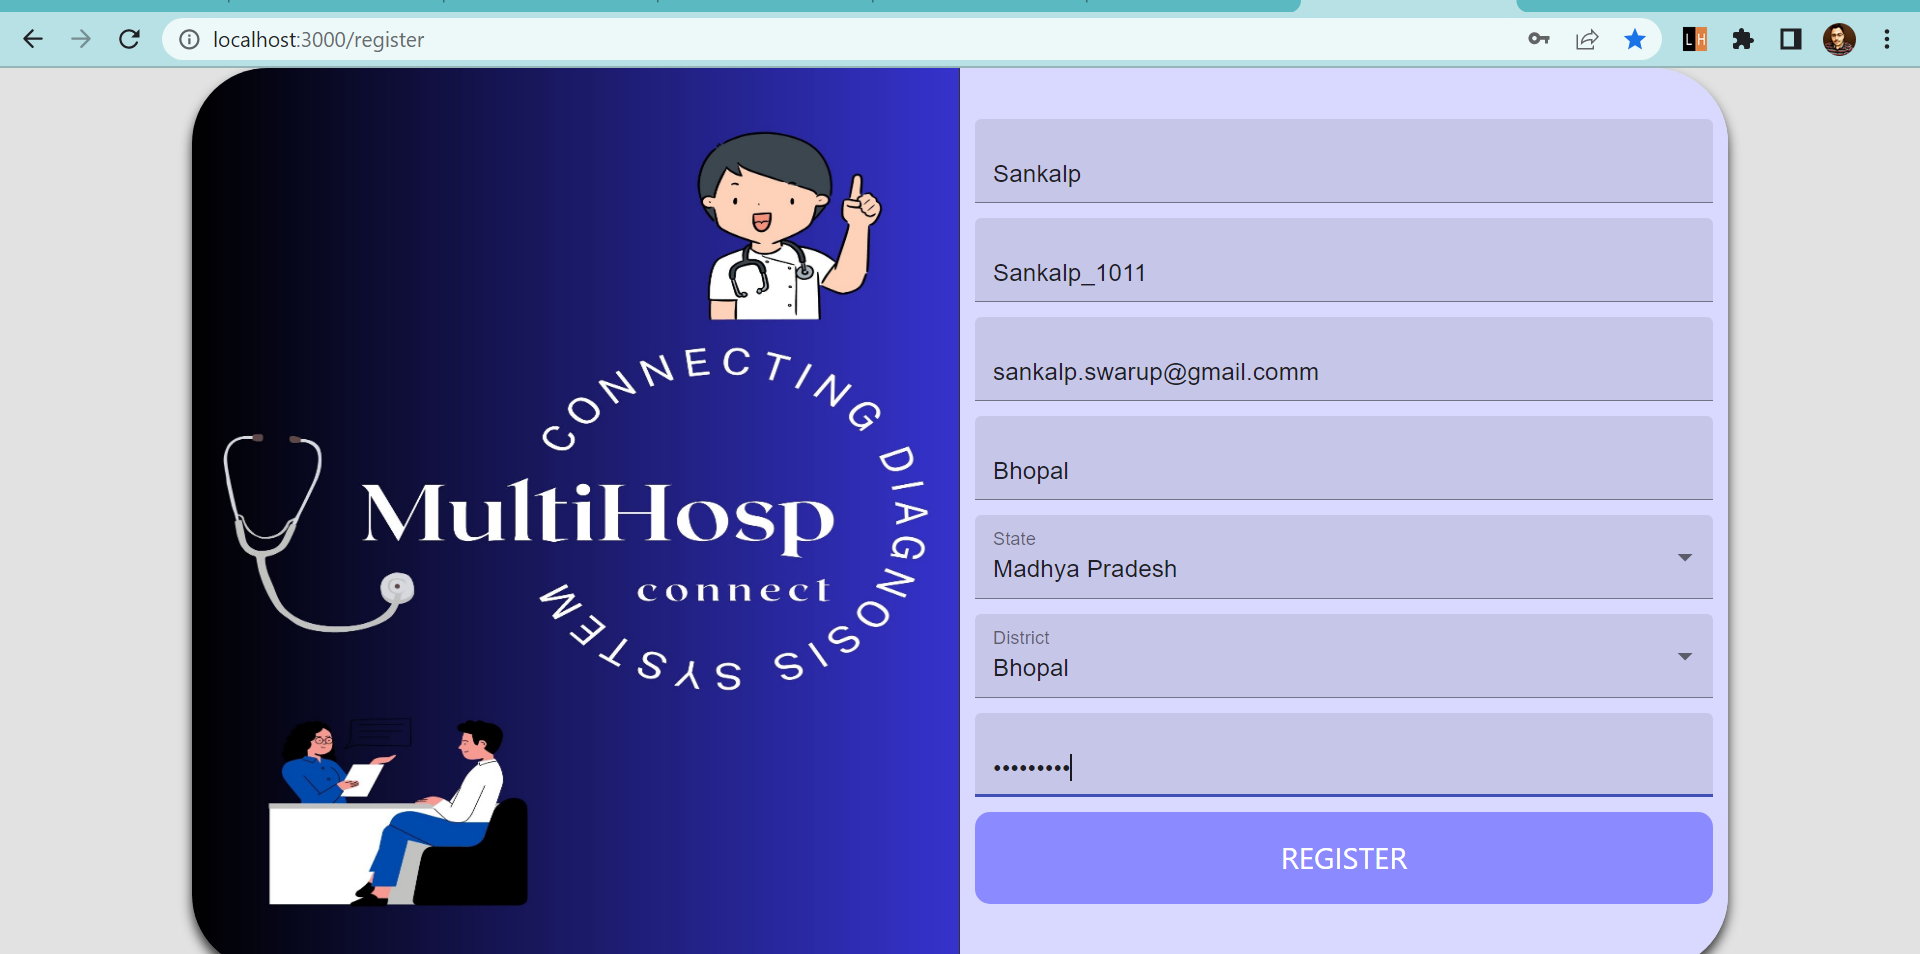 localhost:3000/register
L H
CONNECTING DIAGNOSIS SYSTEM
MultiHosp
connect
Sankalp
Sankalp_1011
sankalp.swarup@gmail.comm
Bhopal
State
Madhya Pradesh
District
Bhopal
•••••••••
REGISTER